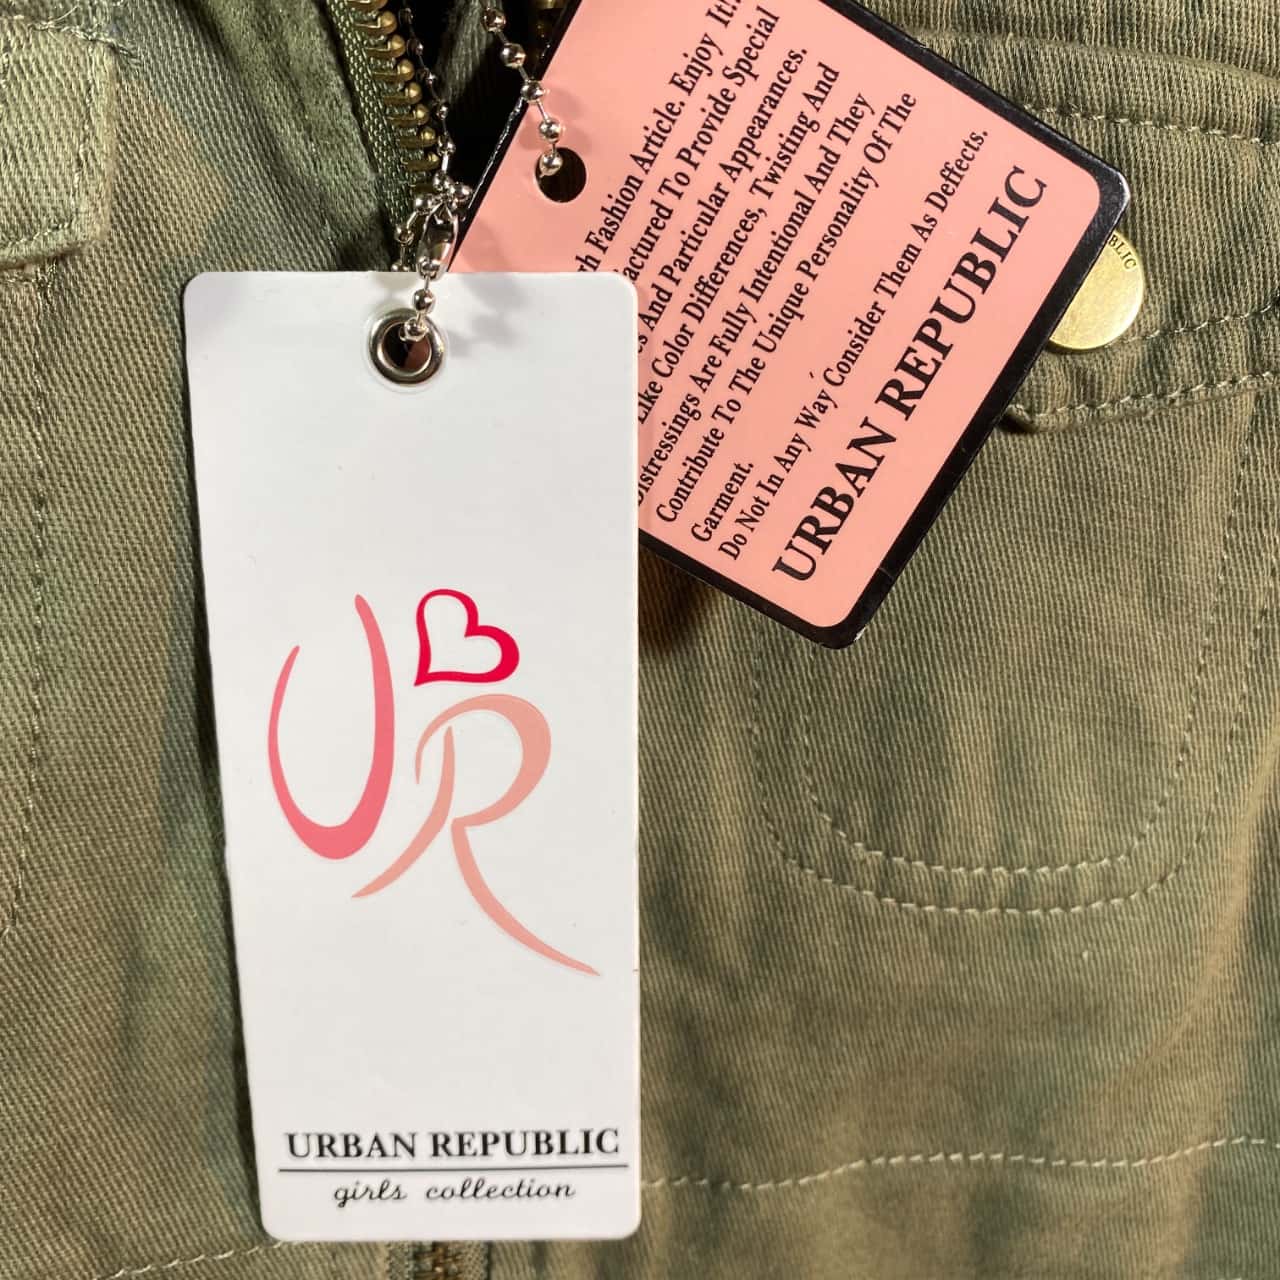 Fashion Article. Enjoy It!
To Provide Special
And Particular Appearances.
Like Color Differences, Twisting And
Distressings Are Fully Intentional And They
Contribute To The Unique Personality Of The
Garment.
Do Not In Any Way Consider Them As Deffects.
URBAN REPUBLIC
BLIC
UR
URBAN REPUBLIC
girls collection